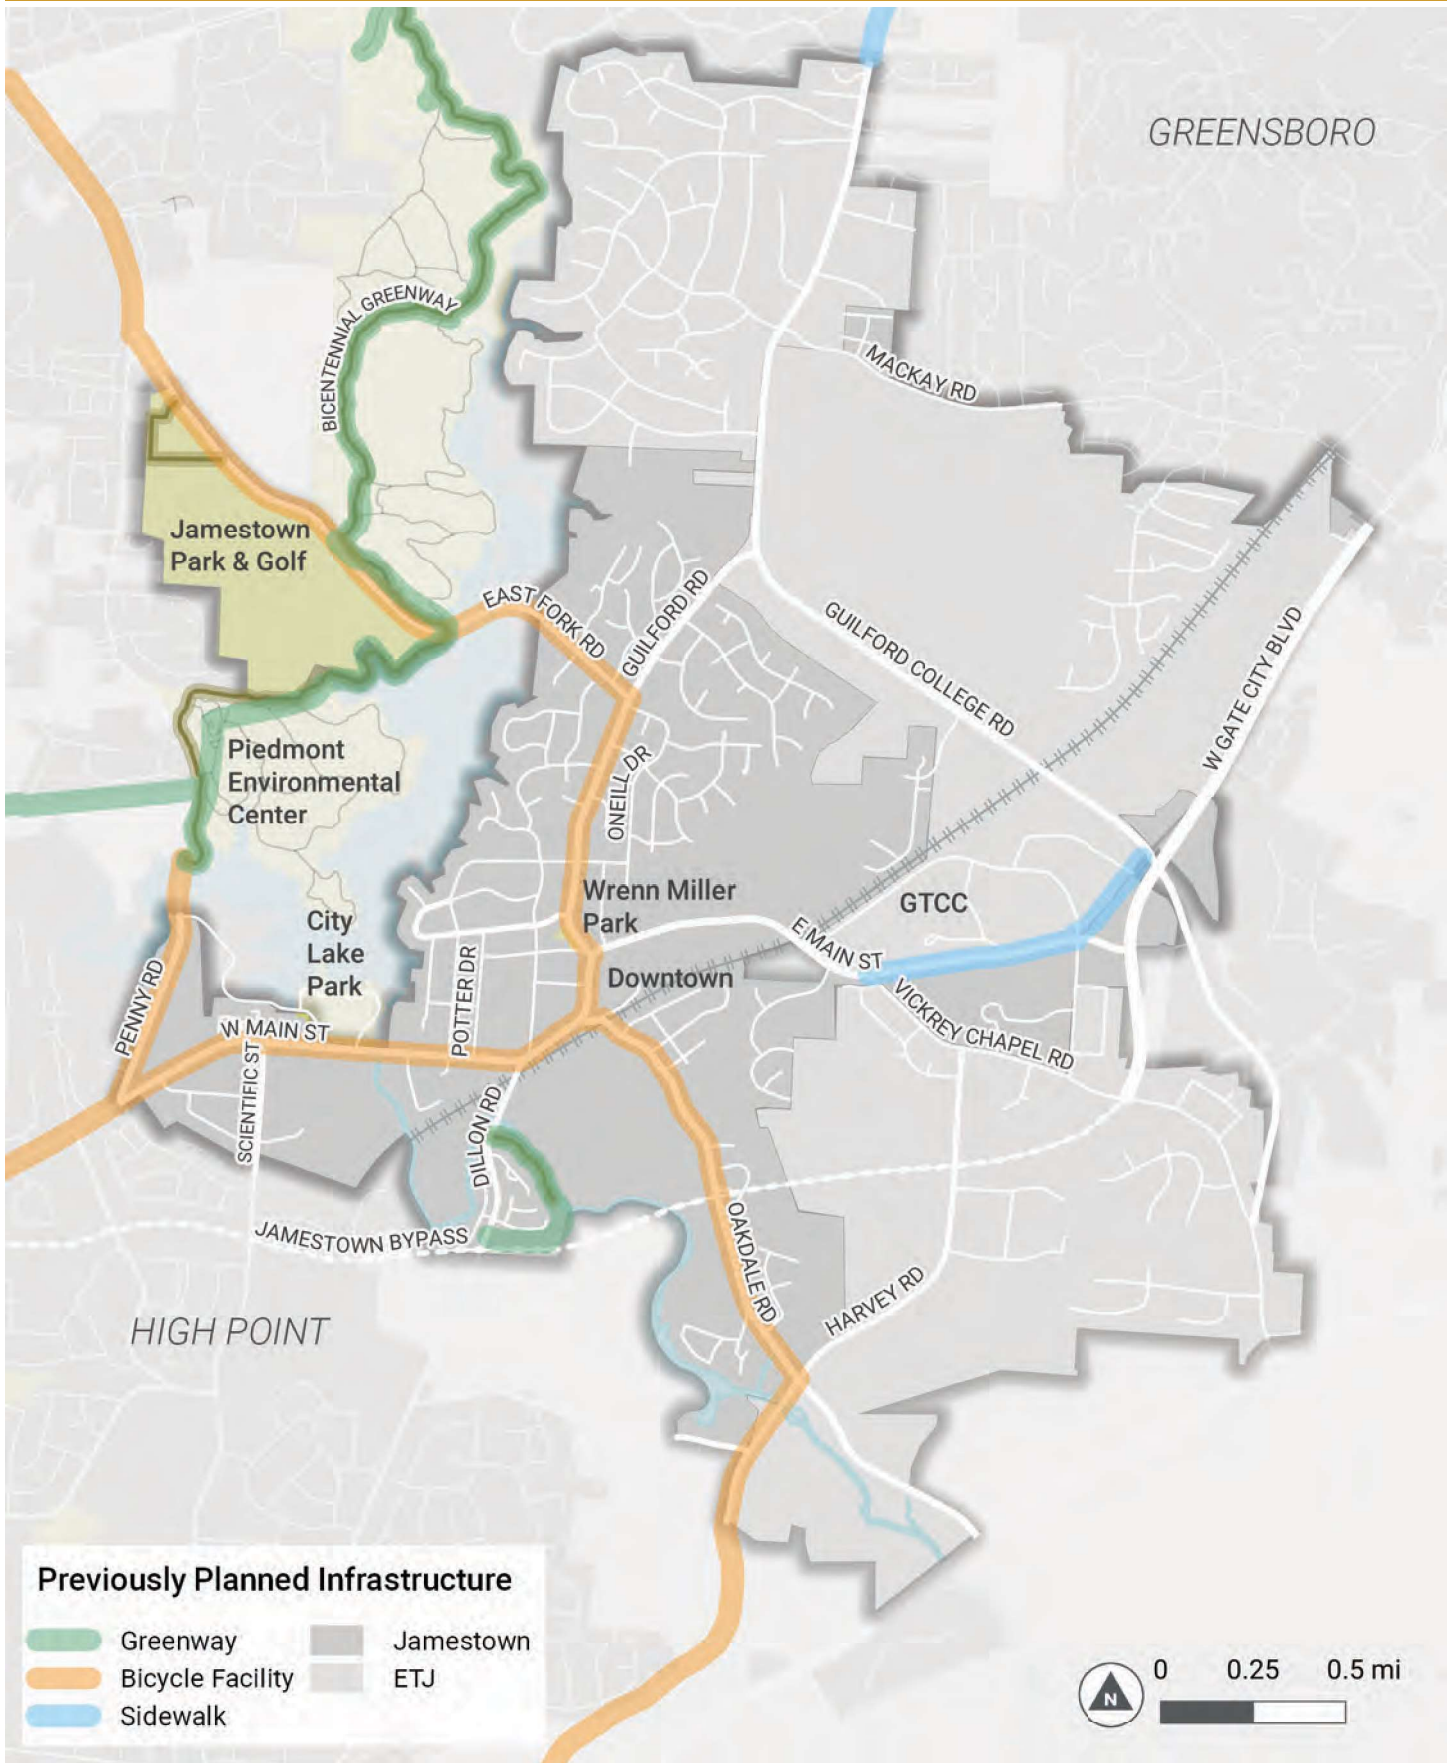 GREENSBORO
BICENTENNIAL GREENWAY
MACKAY RD
Jamestown
Park & Golf
EAST FORK RD
GUILFORD RD
GUILFORD COLLEGE RD
W GATE CITY BLVD
Piedmont
Environmental
Center
ONEILL DR
Wrenn Miller
Park
GTCC
City
Lake
Park
E MAIN ST
Downtown
POTTER DR
PENNY RD
W MAIN ST
VICKREY CHAPEL RD
SCIENTIFIC ST
DILLON RD
JAMESTOWN BYPASS
OAKDALE RD
HARVEY RD
HIGH POINT
Previously Planned Infrastructure
Greenway
Jamestown
Bicycle Facility
ETJ
Sidewalk
N
0 0.25 0.5 mi